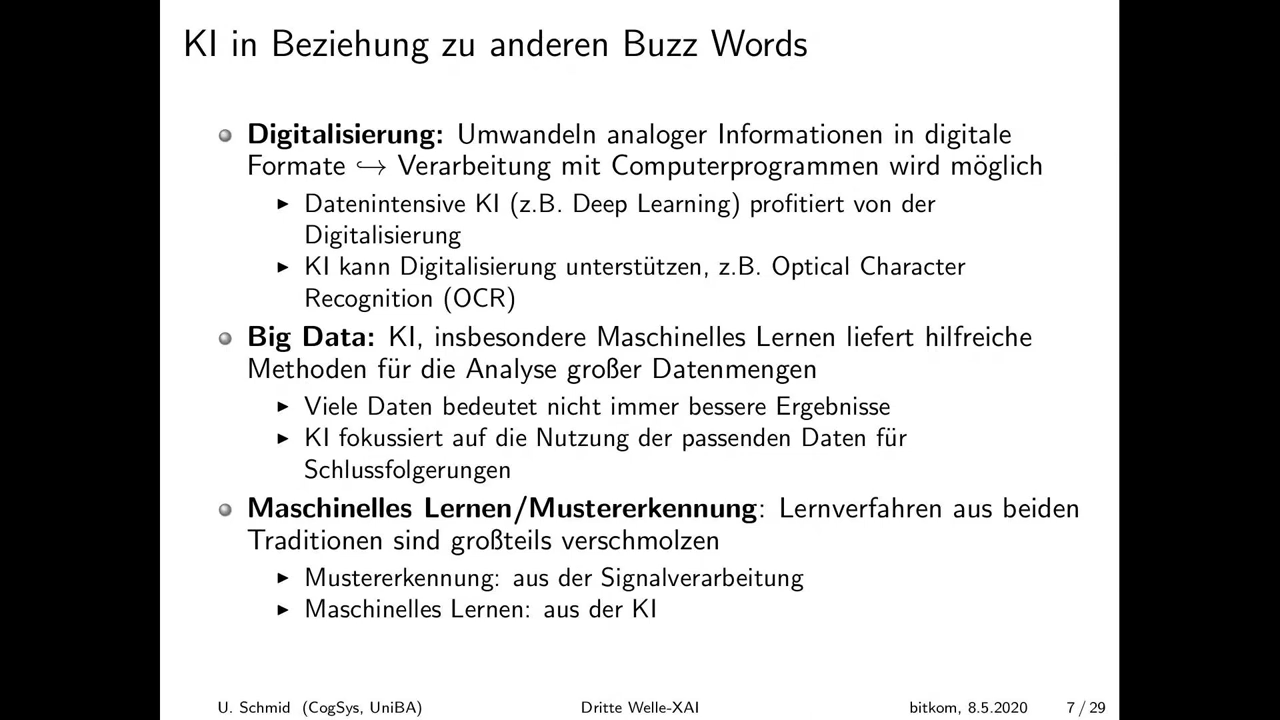 KI in Beziehung zu anderen Buzz Words
Digitalisierung: Umwandeln analoger Informationen in digitale
Formate ↪ Verarbeitung mit Computerprogrammen wird möglich
▶ Datenintensive KI (z.B. Deep Learning) profitiert von der
Digitalisierung
▶ KI kann Digitalisierung unterstützen, z.B. Optical Character
Recognition (OCR)
Big Data: KI, insbesondere Maschinelles Lernen liefert hilfreiche
Methoden für die Analyse großer Datenmengen
▶ Viele Daten bedeutet nicht immer bessere Ergebnisse
▶ KI fokussiert auf die Nutzung der passenden Daten für
Schlussfolgerungen
Maschinelles Lernen/Mustererkennung: Lernverfahren aus beiden
Traditionen sind großteils verschmolzen
▶ Mustererkennung: aus der Signalverarbeitung
▶ Maschinelles Lernen: aus der KI
U. Schmid (CogSys, UniBA) Dritte Welle-XAI bitkom, 8.5.2020 7 / 29